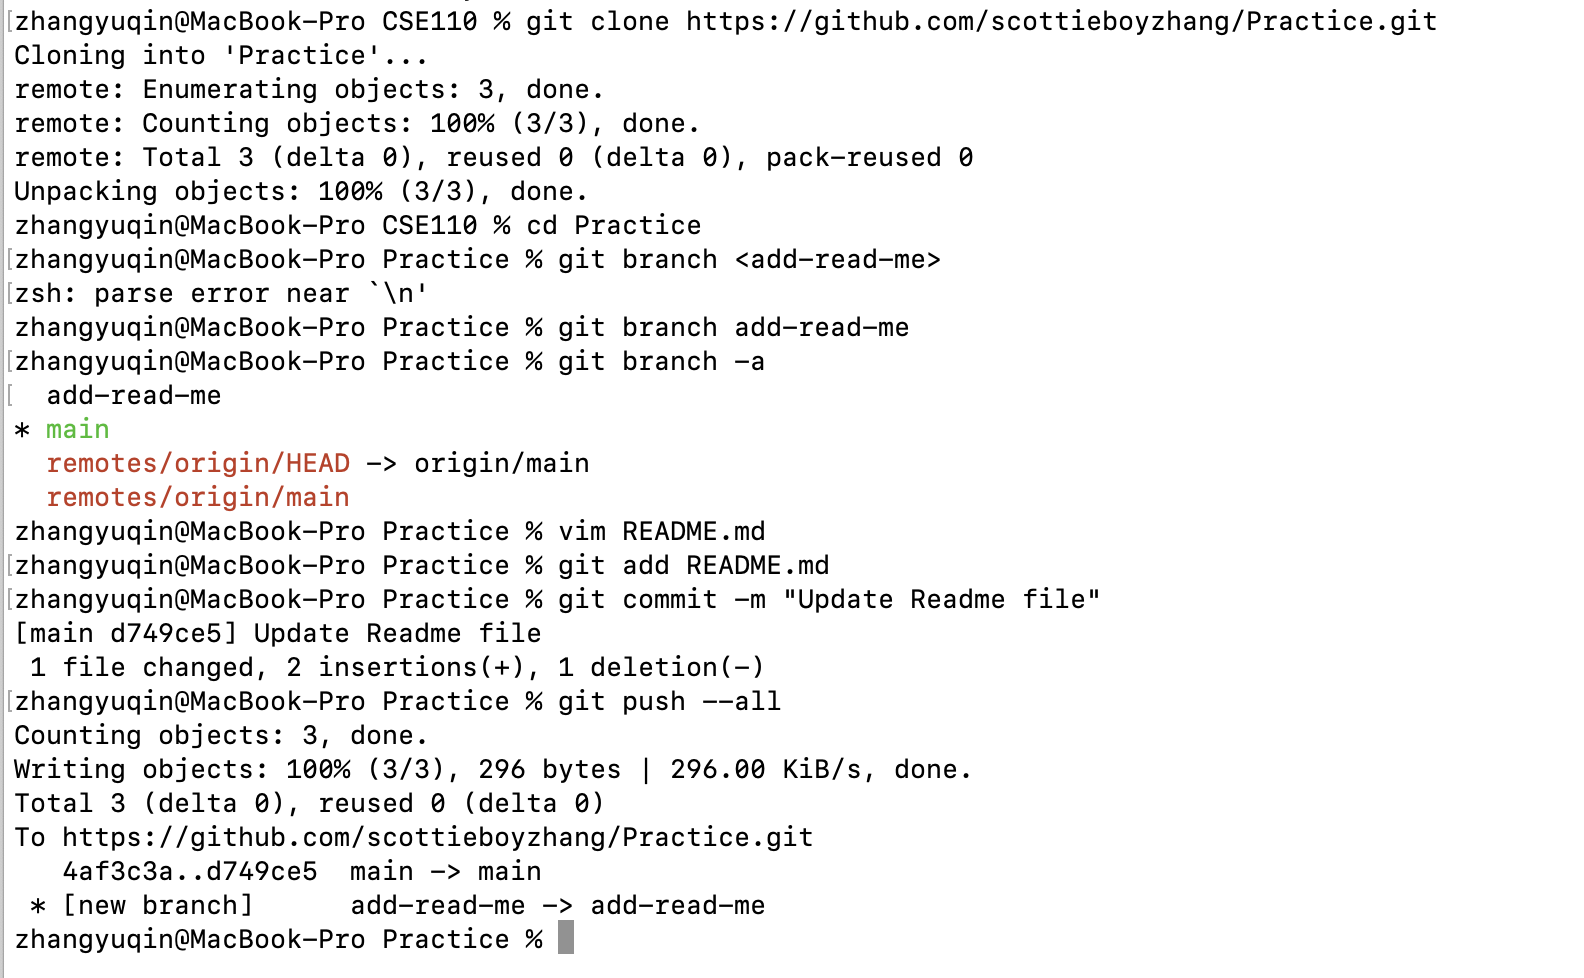 [zhangyuqin@MacBook-Pro CSE110 % git clone https://github.com/scottieboyzhang/Practice.git
Cloning into 'Practice'...
remote: Enumerating objects: 3, done.
remote: Counting objects: 100% (3/3), done.
remote: Total 3 (delta 0), reused 0 (delta 0), pack-reused 0
Unpacking objects: 100% (3/3), done.
zhangyuqin@MacBook-Pro CSE110 % cd Practice
[zhangyuqin@MacBook-Pro Practice % git branch <add-read-me>
[zsh: parse error near `\n'
zhangyuqin@MacBook-Pro Practice % git branch add-read-me
[zhangyuqin@MacBook-Pro Practice % git branch -a
[  add-read-me
* main
  remotes/origin/HEAD -> origin/main
  remotes/origin/main
zhangyuqin@MacBook-Pro Practice % vim README.md
[zhangyuqin@MacBook-Pro Practice % git add README.md
[zhangyuqin@MacBook-Pro Practice % git commit -m "Update Readme file"
[main d749ce5] Update Readme file
 1 file changed, 2 insertions(+), 1 deletion(-)
[zhangyuqin@MacBook-Pro Practice % git push --all
Counting objects: 3, done.
Writing objects: 100% (3/3), 296 bytes | 296.00 KiB/s, done.
Total 3 (delta 0), reused 0 (delta 0)
To https://github.com/scottieboyzhang/Practice.git
   4af3c3a..d749ce5  main -> main
 * [new branch]      add-read-me -> add-read-me
zhangyuqin@MacBook-Pro Practice %